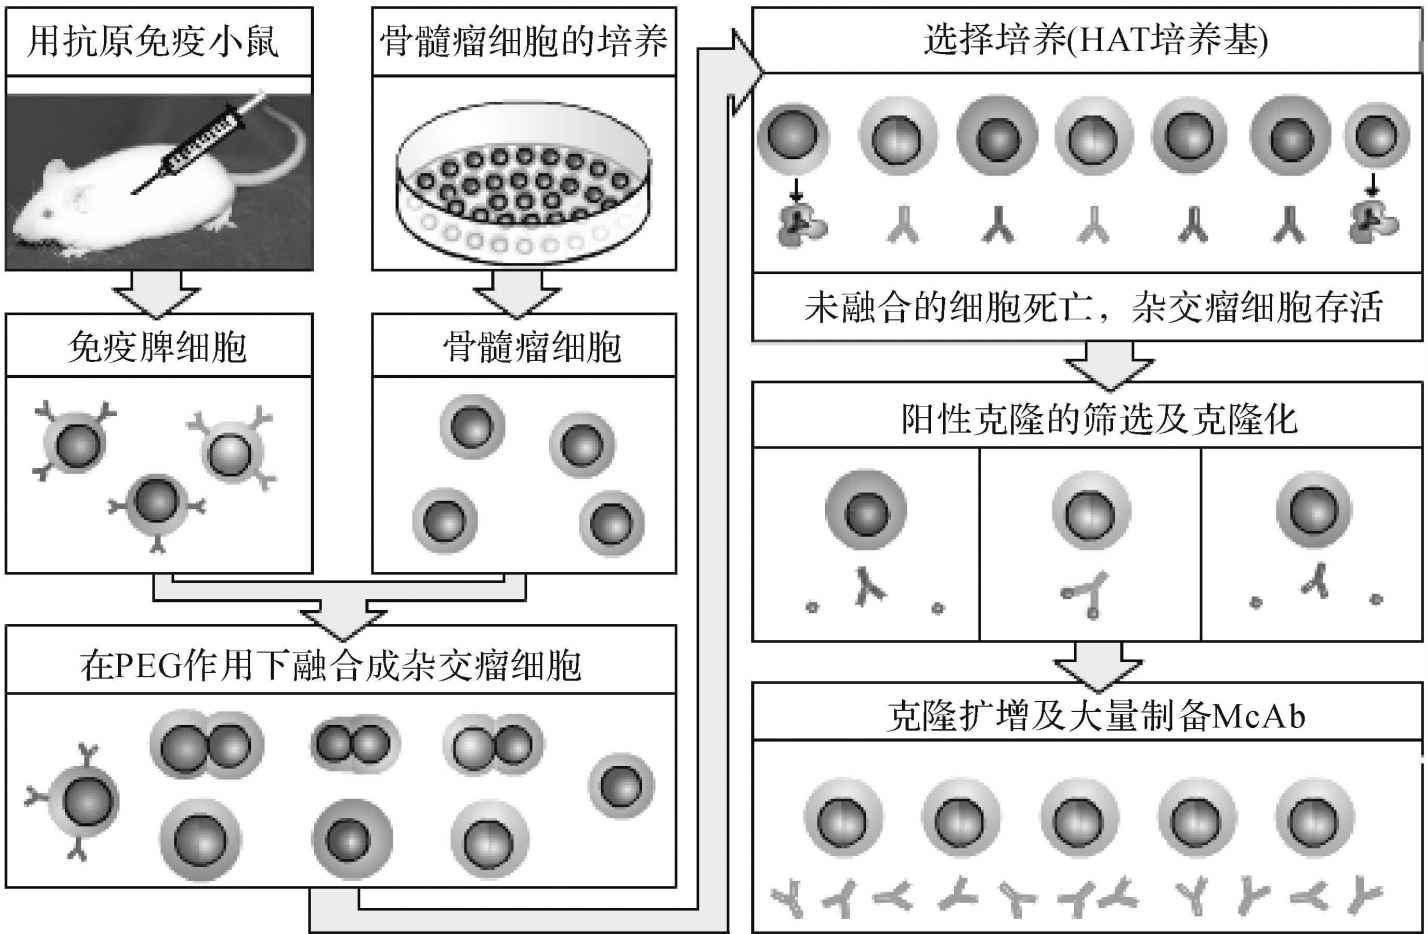 用抗原免疫小鼠
骨髓瘤细胞的培养
免疫脾细胞
骨髓瘤细胞
在PEG作用下融合成杂交瘤细胞
选择培养(HAT培养基)
未融合的细胞死亡，杂交瘤细胞存活
阳性克隆的筛选及克隆化
克隆扩增及大量制备McAb